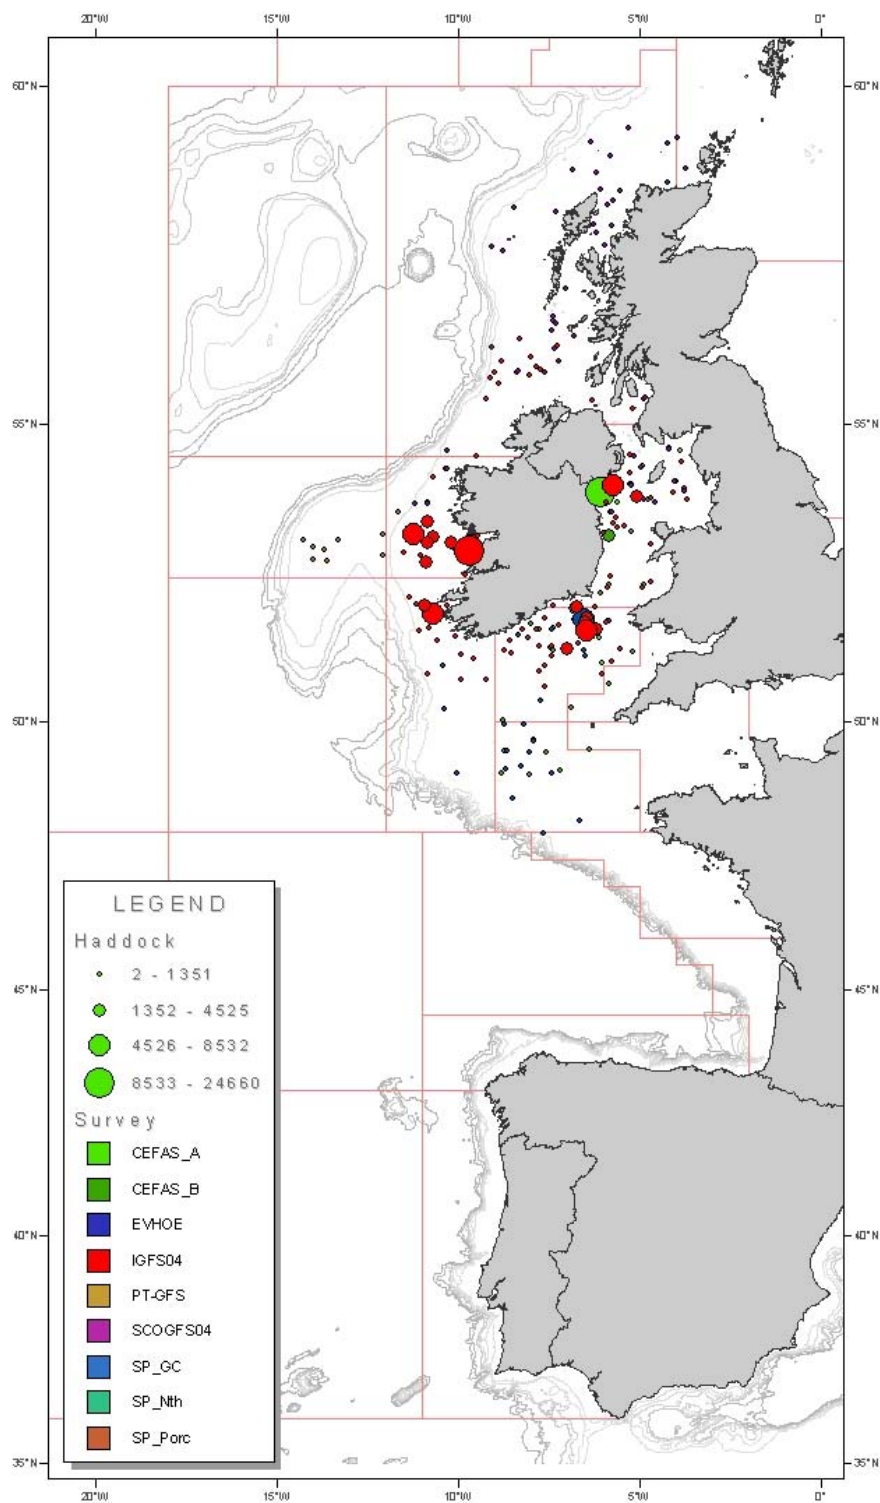 20°W 15°W 10°W 5°W 0°
60°N 60°N
55°N 55°N
50°N 50°N
LEGEND
Haddock
2 - 1351
1352 - 4525
4526 - 8532
8533 - 24660
Survey
CEFAS_A
CEFAS_B
EVHOE
IGFS04
PT-GFS
SCOGFS04
SP_GC
SP_Nth
SP_Porc
45°N 45°N
40°N 40°N
35°N 35°N
20°W 15°W 10°W 5°W 0°